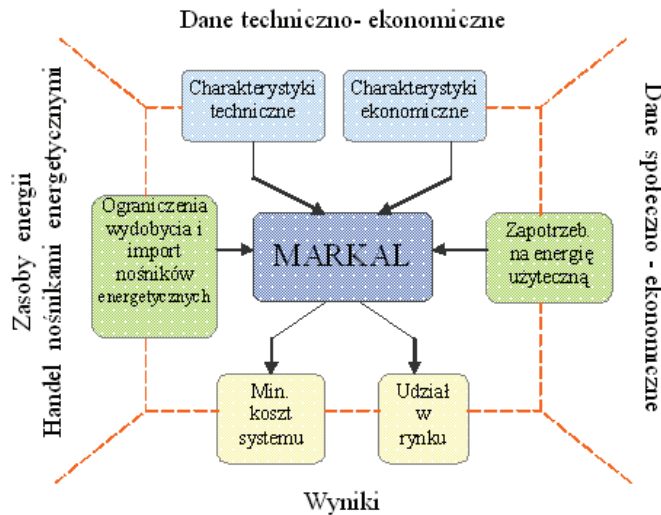 Dane techniczno- ekonomiczne
Charakterystyki
techniczne
Charakterystyki
ekonomiczne
Zasoby energii
Handel nośnikami energetycznymi
Ograniczenia
wydobycia i
import
nośników
energetycznych
MARKAL
Zapotrzeb.
na energię
użyteczną
Dane społeczno - ekonomiczne
Min.
koszt
systemu
Udział
w
rynku
Wyniki